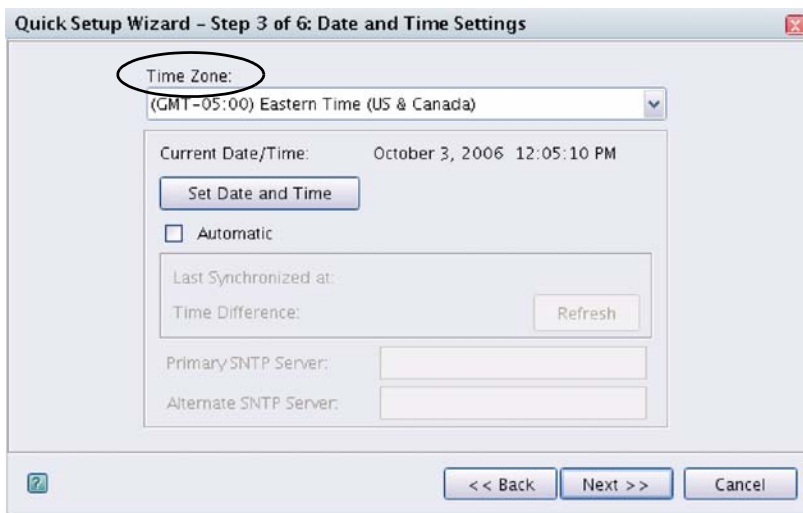 Quick Setup Wizard - Step 3 of 6: Date and Time Settings
Time Zone:
(GMT-05:00) Eastern Time (US & Canada)
Current Date/Time: October 3, 2006 12:05:10 PM
Set Date and Time
Automatic
Last Synchronized at:
Time Difference:
Refresh
Primary SNTP Server:
Alternate SNTP Server:
?
<< Back
Next >>
Cancel